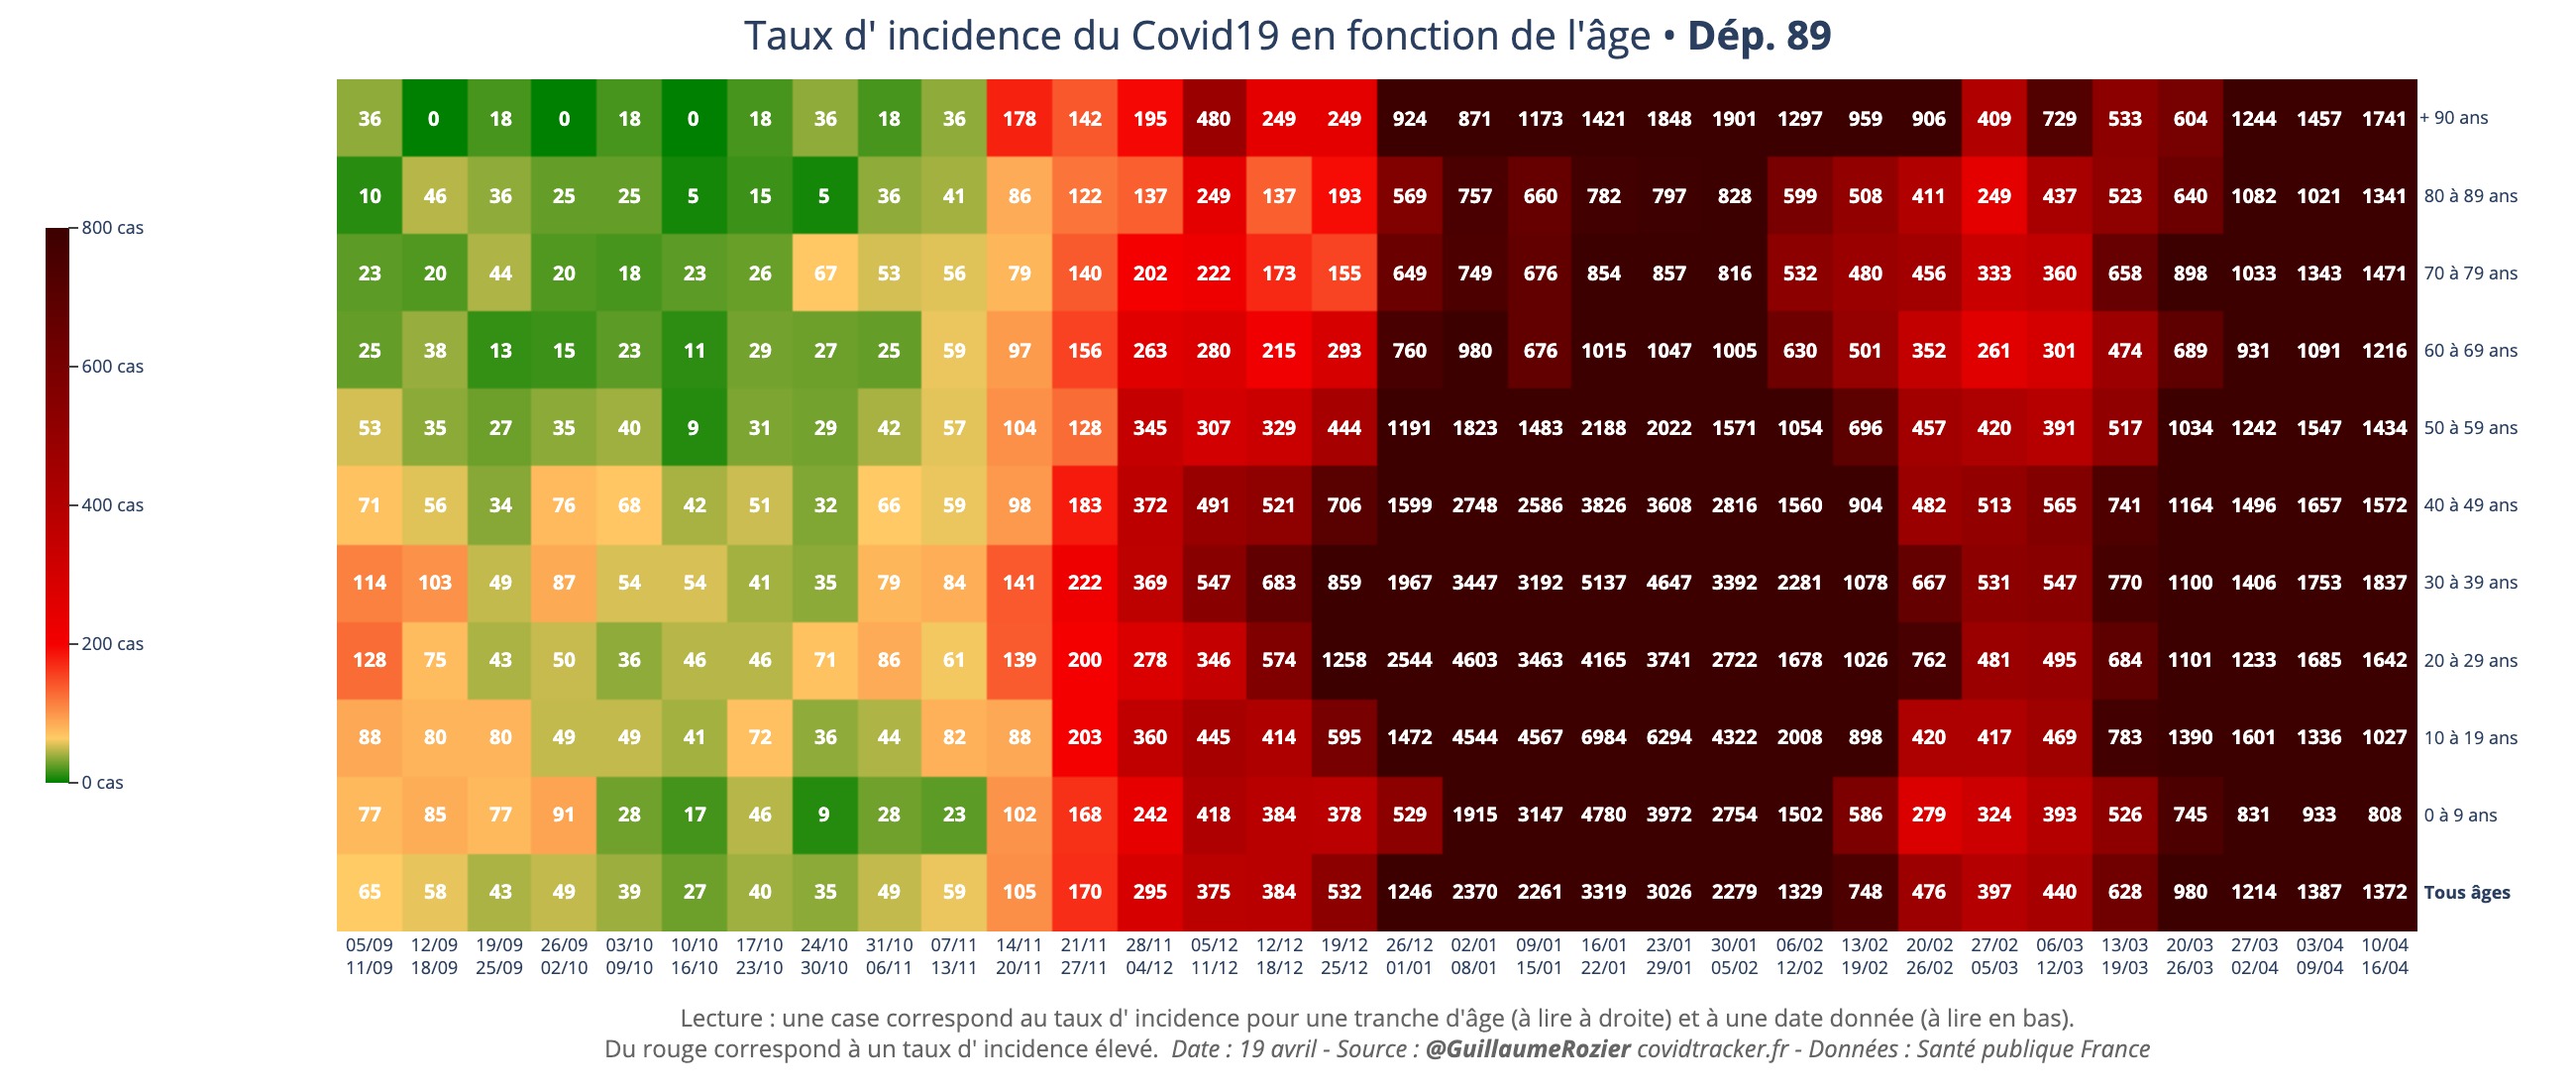 Taux d' incidence du Covid19 en fonction de l'âge • Dép. 89
36 0 18 0 18 0 18 36 18 36 178 142 195 480 249 249 924 871 1173 1421 1848 1901 1297 959 906 409 729 533 604 1244 1457 1741 + 90 ans
10 46 36 25 25 5 15 5 36 41 86 122 137 249 137 193 569 757 660 782 797 828 599 508 411 249 437 523 640 1082 1021 1341 80 à 89 ans
800 cas
23 20 44 20 18 23 26 67 53 56 79 140 202 222 173 155 649 749 676 854 857 816 532 480 456 333 360 658 898 1033 1343 1471 70 à 79 ans
25 38 13 15 23 11 29 27 25 59 97 156 263 280 215 293 760 980 676 1015 1047 1005 630 501 352 261 301 474 689 931 1091 1216 60 à 69 ans
600 cas
53 35 27 35 40 9 31 29 42 57 104 128 345 307 329 444 1191 1823 1483 2188 2022 1571 1054 696 457 420 391 517 1034 1242 1547 1434 50 à 59 ans
400 cas
71 56 34 76 68 42 51 32 66 59 98 183 372 491 521 706 1599 2748 2586 3826 3608 2816 1560 904 482 513 565 741 1164 1496 1657 1572 40 à 49 ans
114 103 49 87 54 54 41 35 79 84 141 222 369 547 683 859 1967 3447 3192 5137 4647 3392 2281 1078 667 531 547 770 1100 1406 1753 1837 30 à 39 ans
200 cas
128 75 43 50 36 46 46 71 86 61 139 200 278 346 574 1258 2544 4603 3463 4165 3741 2722 1678 1026 762 481 495 684 1101 1233 1685 1642 20 à 29 ans
88 80 80 49 49 41 72 36 44 82 88 203 360 445 414 595 1472 4544 4567 6984 6294 4322 2008 898 420 417 469 783 1390 1601 1336 1027 10 à 19 ans
0 cas
77 85 77 91 28 17 46 9 28 23 102 168 242 418 384 378 529 1915 3147 4780 3972 2754 1502 586 279 324 393 526 745 831 933 808 0 à 9 ans
65 58 43 49 39 27 40 35 49 59 105 170 295 375 384 532 1246 2370 2261 3319 3026 2279 1329 748 476 397 440 628 980 1214 1387 1372 Tous âges
05/09 12/09 19/09 26/09 03/10 10/10 17/10 24/10 31/10 07/11 14/11 21/11 28/11 05/12 12/12 19/12 26/12 02/01 09/01 16/01 23/01 30/01 06/02 13/02 20/02 27/02 06/03 13/03 20/03 27/03 03/04 10/04
11/09 18/09 25/09 02/10 09/10 16/10 23/10 30/10 06/11 13/11 20/11 27/11 04/12 11/12 18/12 25/12 01/01 08/01 15/01 22/01 29/01 05/02 12/02 19/02 26/02 05/03 12/03 19/03 26/03 02/04 09/04 16/04
Lecture : une case correspond au taux d' incidence pour une tranche d'âge (à lire à droite) et à une date donnée (à lire en bas).
Du rouge correspond à un taux d' incidence élevé. Date : 19 avril - Source : @GuillaumeRozier covidtracker.fr - Données : Santé publique France